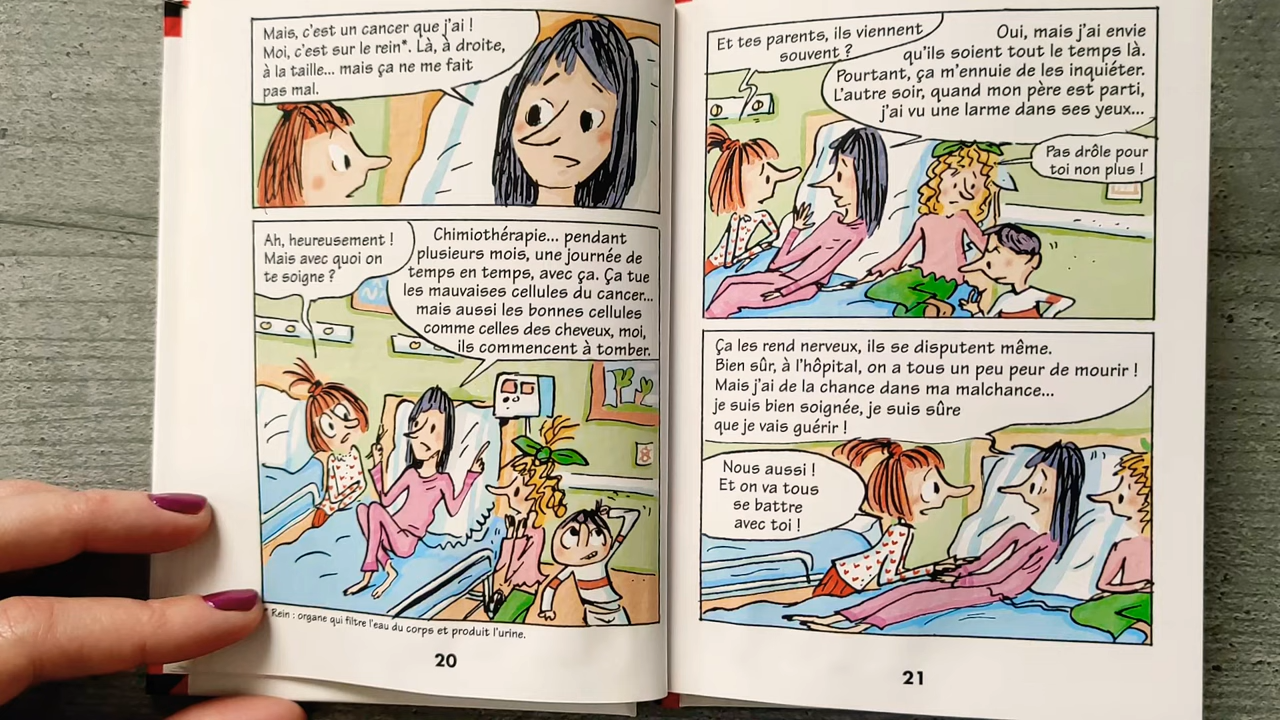 Mais, c'est un cancer que j'ai !
Moi, c'est sur le rein*. Là, à droite,
à la taille... mais ça ne me fait
pas mal.
Ah, heureusement !
Mais avec quoi on
te soigne ?
Chimiothérapie... pendant
plusieurs mois, une journée de
temps en temps, avec ça. Ça tue
les mauvaises cellules du cancer...
mais aussi les bonnes cellules
comme celles des cheveux, moi,
ils commencent à tomber.
* Rein : organe qui filtre l'eau du corps et produit l'urine.
20
Et tes parents, ils viennent
souvent ?
Oui, mais j'ai envie
qu'ils soient tout le temps là.
Pourtant, ça m'ennuie de les inquiéter.
L'autre soir, quand mon père est parti,
j'ai vu une larme dans ses yeux...
Pas drôle pour
toi non plus !
Ça les rend nerveux, ils se disputent même.
Bien sûr, à l'hôpital, on a tous un peu peur de mourir !
Mais j'ai de la chance dans ma malchance...
je suis bien soignée, je suis sûre
que je vais guérir !
Nous aussi !
Et on va tous
se battre
avec toi !
21